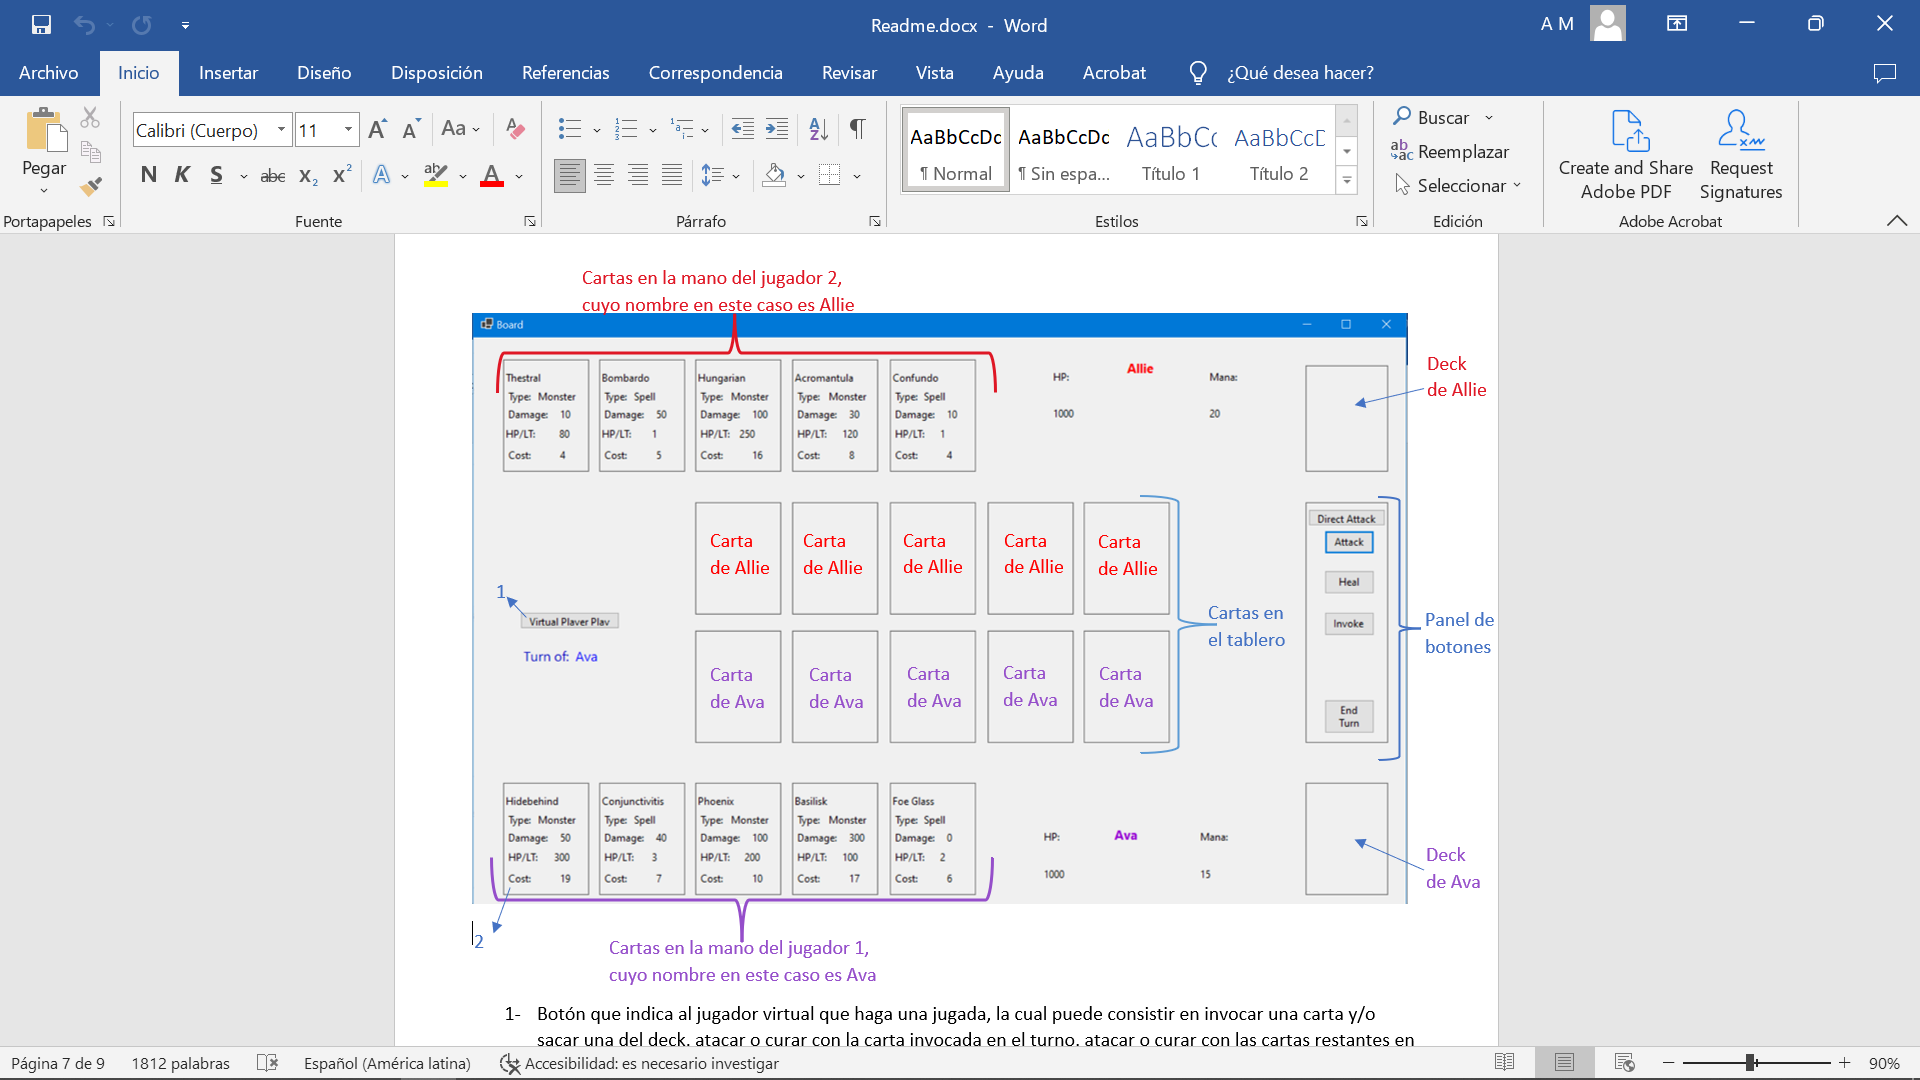 Readme.docx - Word
A M
Archivo Inicio Insertar Diseño Disposición Referencias Correspondencia Revisar Vista Ayuda Acrobat ¿Qué desea hacer?
Pegar
Portapapeles
Calibri (Cuerpo) 11
Aa
N K S abc x₂ x² A ab A
Fuente
Párrafo
AaBbCcDc AaBbCcDc AaBbCc AaBbCcD
¶ Normal ¶ Sin espa... Título 1 Título 2
Estilos
Buscar
Reemplazar
Seleccionar
Edición
Create and Share
Adobe PDF
Request
Signatures
Adobe Acrobat
Cartas en la mano del jugador 2,
cuyo nombre en este caso es Allie
Board
Thestral
Type: Monster
Damage: 10
HP/LT: 80
Cost: 4
Bombardo
Type: Spell
Damage: 50
HP/LT: 1
Cost: 5
Hungarian
Type: Monster
Damage: 100
HP/LT: 250
Cost: 16
Acromantula
Type: Monster
Damage: 30
HP/LT: 120
Cost: 8
Confundo
Type: Spell
Damage: 10
HP/LT: 1
Cost: 4
HP: Allie Mana:
1000 20
Deck
de Allie
Carta
de Allie
Carta
de Allie
Carta
de Allie
Carta
de Allie
Carta
de Allie
Direct Attack
Attack
Heal
Invoke
End
Turn
1
Virtual Player Play
Turn of: Ava
Cartas en
el tablero
Panel de
botones
Carta
de Ava
Carta
de Ava
Carta
de Ava
Carta
de Ava
Carta
de Ava
Hidebehind
Type: Monster
Damage: 50
HP/LT: 300
Cost: 19
Conjunctivitis
Type: Spell
Damage: 40
HP/LT: 3
Cost: 7
Phoenix
Type: Monster
Damage: 100
HP/LT: 200
Cost: 10
Basilisk
Type: Monster
Damage: 300
HP/LT: 100
Cost: 17
Foe Glass
Type: Spell
Damage: 0
HP/LT: 2
Cost: 6
HP: Ava Mana:
1000 15
Deck
de Ava
2
Cartas en la mano del jugador 1,
cuyo nombre en este caso es Ava
1- Botón que indica al jugador virtual que haga una jugada, la cual puede consistir en invocar una carta y/o
sacar una del deck, atacar o curar con la carta invocada en el turno, atacar o curar con las cartas restantes en
Página 7 de 9 1812 palabras Español (América latina) Accesibilidad: es necesario investigar 90%